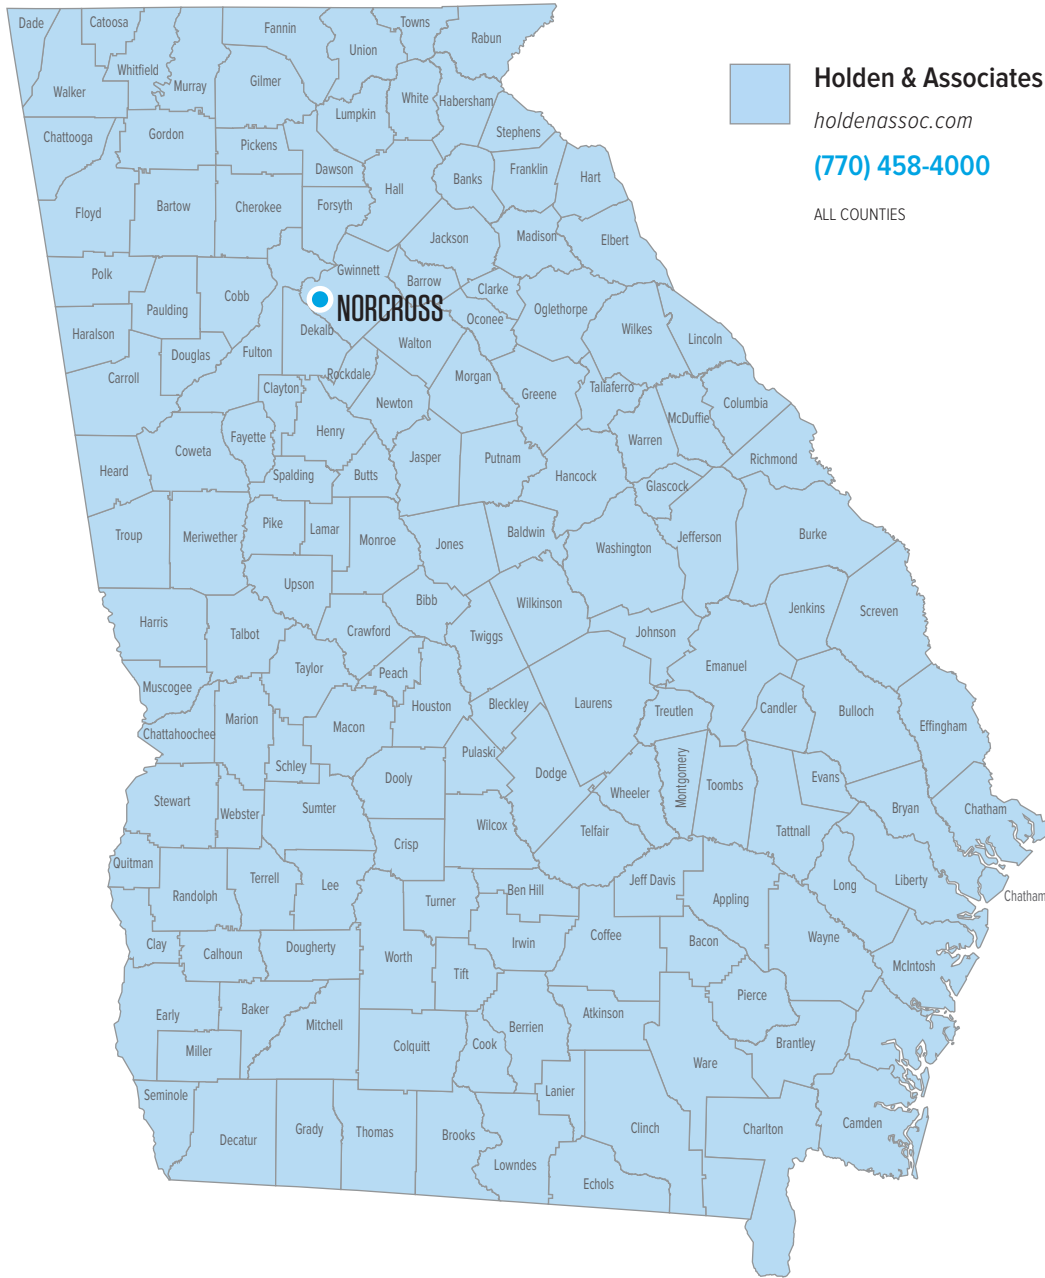 Holden & Associates
holdenassoc.com
(770) 458-4000
ALL COUNTIES
Dade
Catoosa
Fannin
Towns
Union
Rabun
Whitfield
Murray
Walker
Gilmer
White
Habersham
Lumpkin
Stephens
Chattooga
Gordon
Pickens
Dawson
Hall
Banks
Franklin
Hart
Floyd
Bartow
Cherokee
Forsyth
Jackson
Madison
Elbert
Polk
Gwinnett
Barrow
Clarke
Cobb
Paulding
NORCROSS
Oconee
Oglethorpe
Haralson
Dekalb
Walton
Wilkes
Lincoln
Douglas
Fulton
Carroll
Rockdale
Morgan
Clayton
Newton
Greene
Taliaferro
Columbia
McDuffie
Fayette
Henry
Warren
Coweta
Heard
Spalding
Butts
Jasper
Putnam
Hancock
Richmond
Glascock
Troup
Meriwether
Pike
Lamar
Monroe
Jones
Baldwin
Washington
Jefferson
Burke
Upson
Bibb
Wilkinson
Jenkins
Screven
Harris
Talbot
Crawford
Twiggs
Johnson
Taylor
Peach
Emanuel
Muscogee
Houston
Bleckley
Laurens
Treutlen
Candler
Bulloch
Effingham
Chattahoochee
Marion
Macon
Schley
Dooly
Pulaski
Dodge
Montgomery
Toombs
Evans
Wheeler
Stewart
Webster
Sumter
Wilcox
Telfair
Tattnall
Bryan
Chatham
Crisp
Quitman
Randolph
Terrell
Lee
Turner
Ben Hill
Jeff Davis
Appling
Long
Liberty
Chatham
Clay
Calhoun
Dougherty
Worth
Irwin
Coffee
Bacon
Wayne
Tift
McIntosh
Early
Baker
Mitchell
Berrien
Atkinson
Pierce
Miller
Colquitt
Cook
Brantley
Ware
Seminole
Lanier
Decatur
Grady
Thomas
Brooks
Clinch
Charlton
Camden
Lowndes
Echols